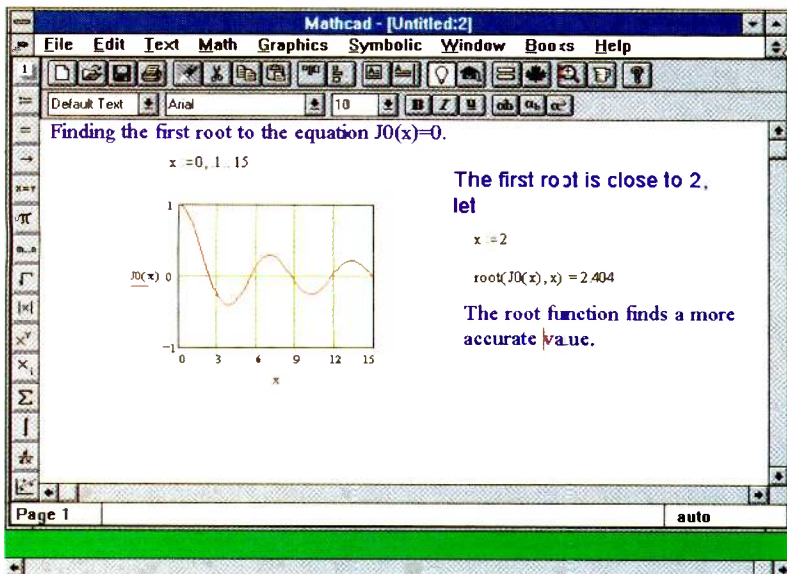 Mathcad - [Untitled:2]
File Edit Text Math Graphics Symbolic Window Books Help
Default Text Arial 10 B I U
Finding the first root to the equation J0(x)=0.
x :=0, .1 .. 15
The first root is close to 2,
let
x :=2
root(J0(x),x) =2.404
The root function finds a more
accurate value.
1
J0(x) 0
-1
0 3 6 9 12 15
x
Page 1 auto